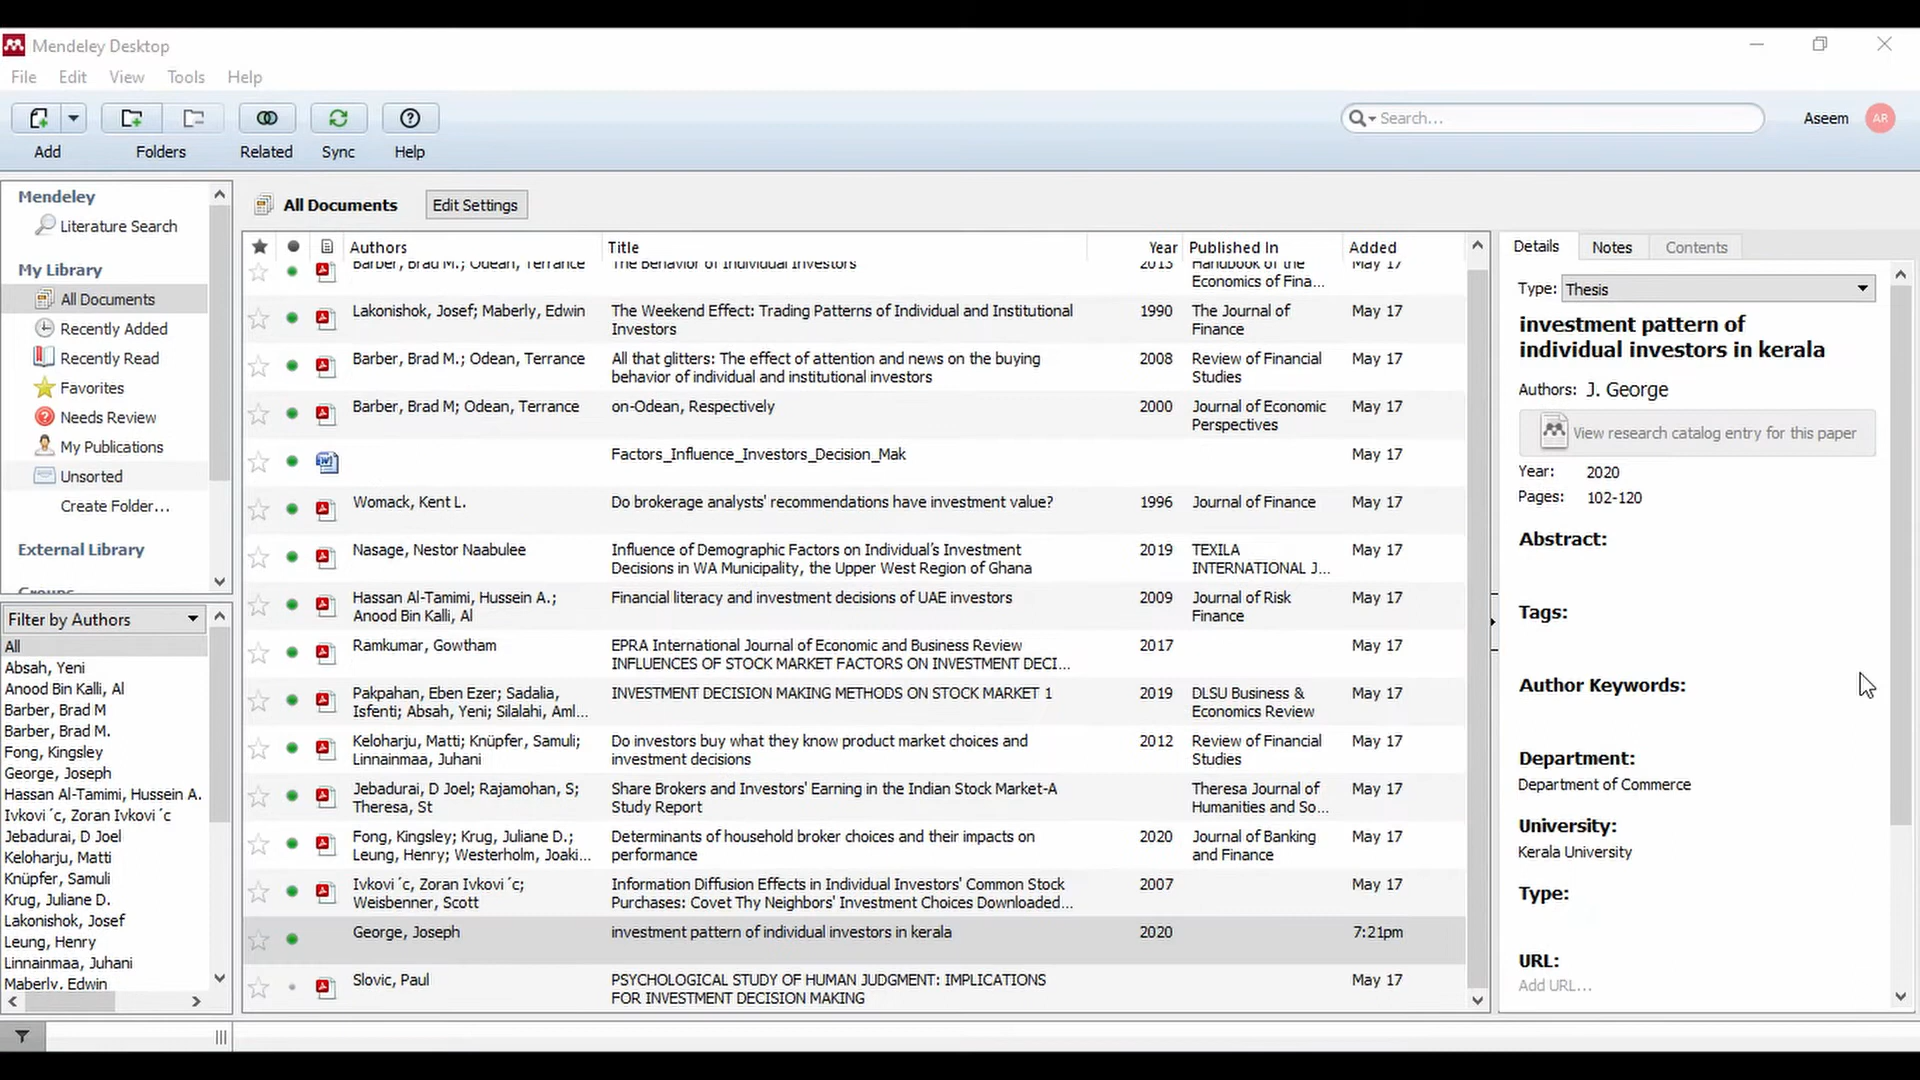 Mendeley Desktop
File Edit View Tools Help
Add Folders Related Sync Help
Search...
Aseem AR
Mendeley
Literature Search
My Library
All Documents
Recently Added
Recently Read
Favorites
Needs Review
My Publications
Unsorted
Create Folder...
External Library
Groups
Filter by Authors
All
Absah, Yeni
Anood Bin Kalli, Al
Barber, Brad M
Barber, Brad M.
Fong, Kingsley
George, Joseph
Hassan Al-Tamimi, Hussein A.
Ivkovi´c, Zoran Ivkovi´c
Jebadurai, D Joel
Keloharju, Matti
Knüpfer, Samuli
Krug, Juliane D.
Lakonishok, Josef
Leung, Henry
Linnainmaa, Juhani
Maberly, Edwin
All Documents Edit Settings
Authors Title Year Published In Added
Barber, Brad M.; Odean, Terrance The Behavior of Individual Investors 2013 Handbook of the May 17
Economics of Fina...
Lakonishok, Josef; Maberly, Edwin The Weekend Effect: Trading Patterns of Individual and Institutional 1990 The Journal of May 17
Investors Finance
Barber, Brad M.; Odean, Terrance All that glitters: The effect of attention and news on the buying 2008 Review of Financial May 17
behavior of individual and institutional investors Studies
Barber, Brad M; Odean, Terrance on-Odean, Respectively 2000 Journal of Economic May 17
Perspectives
Factors_Influence_Investors_Decision_Mak May 17
Womack, Kent L. Do brokerage analysts' recommendations have investment value? 1996 Journal of Finance May 17
Nasage, Nestor Naabulee Influence of Demographic Factors on Individual's Investment 2019 TEXILA May 17
Decisions in WA Municipality, the Upper West Region of Ghana INTERNATIONAL J...
Hassan Al-Tamimi, Hussein A.; Financial literacy and investment decisions of UAE investors 2009 Journal of Risk May 17
Anood Bin Kalli, Al Finance
Ramkumar, Gowtham EPRA International Journal of Economic and Business Review 2017 May 17
INFLUENCES OF STOCK MARKET FACTORS ON INVESTMENT DECI...
Pakpahan, Eben Ezer; Sadalia, INVESTMENT DECISION MAKING METHODS ON STOCK MARKET 1 2019 DLSU Business & May 17
Isfenti; Absah, Yeni; Silalahi, Aml... Economics Review
Keloharju, Matti; Knüpfer, Samuli; Do investors buy what they know product market choices and 2012 Review of Financial May 17
Linnainmaa, Juhani investment decisions Studies
Jebadurai, D Joel; Rajamohan, S; Share Brokers and Investors' Earning in the Indian Stock Market-A Theresa Journal of May 17
Theresa, St Study Report Humanities and So...
Fong, Kingsley; Krug, Juliane D.; Determinants of household broker choices and their impacts on 2020 Journal of Banking May 17
Leung, Henry; Westerholm, Joaki... performance and Finance
Ivkovi´c, Zoran Ivkovi´c; Information Diffusion Effects in Individual Investors' Common Stock 2007 May 17
Weisbenner, Scott Purchases: Covet Thy Neighbors' Investment Choices Downloaded...
George, Joseph investment pattern of individual investors in kerala 2020 7:21pm
Slovic, Paul PSYCHOLOGICAL STUDY OF HUMAN JUDGMENT: IMPLICATIONS May 17
FOR INVESTMENT DECISION MAKING
Details Notes Contents
Type: Thesis
investment pattern of
individual investors in kerala
Authors: J. George
View research catalog entry for this paper
Year: 2020
Pages: 102-120
Abstract:
Tags:
Author Keywords:
Department:
Department of Commerce
University:
Kerala University
Type:
URL:
Add URL...